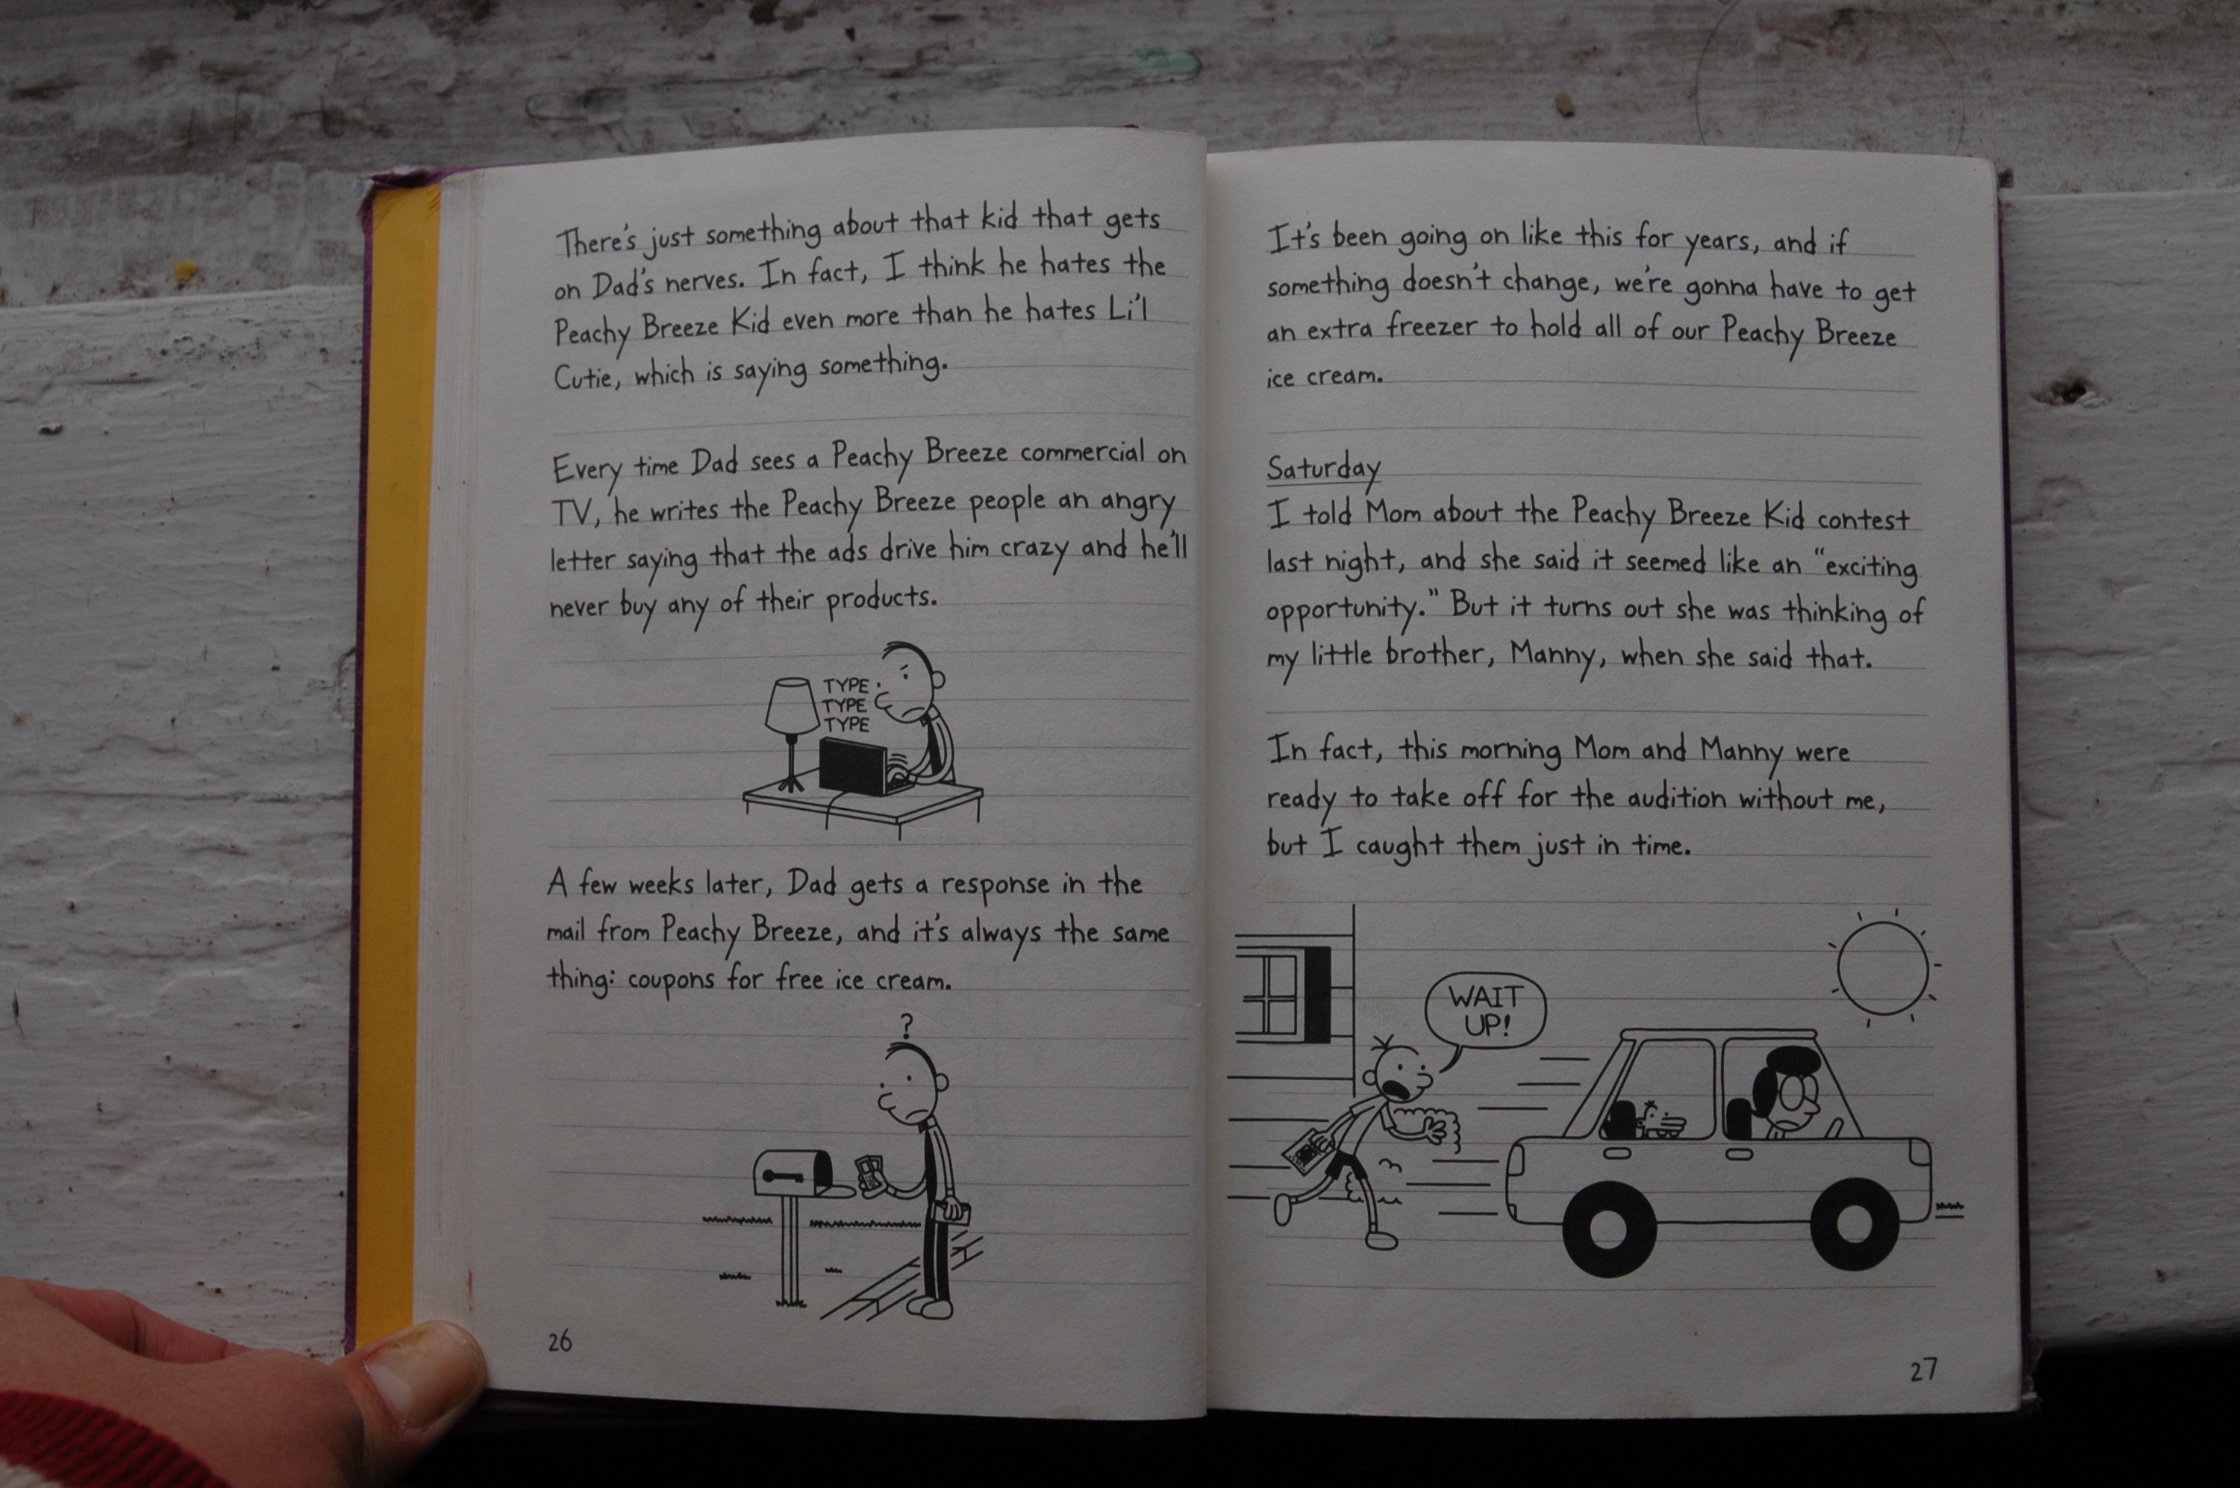 There's just something about that kid that gets
on Dad's nerves. In fact, I think he hates the
Peachy Breeze Kid even more than he hates Li'l
Cutie, which is saying something.
Every time Dad sees a Peachy Breeze commercial on
TV, he writes the Peachy Breeze people an angry
letter saying that the ads drive him crazy and he'll
never buy any of their products.
TYPE
TYPE
TYPE
A few weeks later, Dad gets a response in the
mail from Peachy Breeze, and it's always the same
thing: coupons for free ice cream.
?
26
It's been going on like this for years, and if
something doesn't change, we're gonna have to get
an extra freezer to hold all of our Peachy Breeze
ice cream.
Saturday
I told Mom about the Peachy Breeze Kid contest
last night, and she said it seemed like an "exciting
opportunity." But it turns out she was thinking of
my little brother, Manny, when she said that.
In fact, this morning Mom and Manny were
ready to take off for the audition without me,
but I caught them just in time.
WAIT
UP!
27